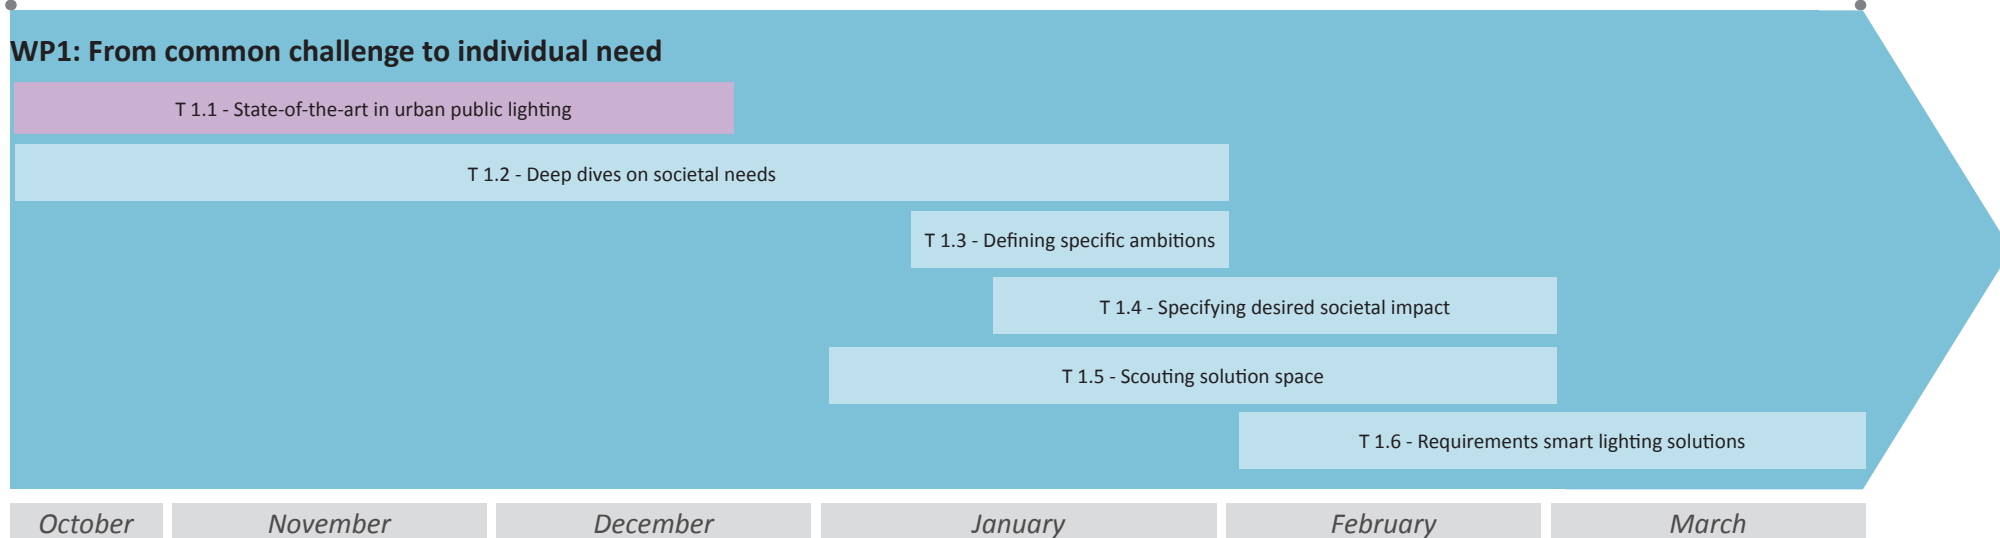 WP1: From common challenge to individual need
T 1.1 - State-of-the-art in urban public lighting
T 1.2 - Deep dives on societal needs
T 1.3 - Defining specific ambitions
T 1.4 - Specifying desired societal impact
T 1.5 - Scouting solution space
T 1.6 - Requirements smart lighting solutions
October November December January February March